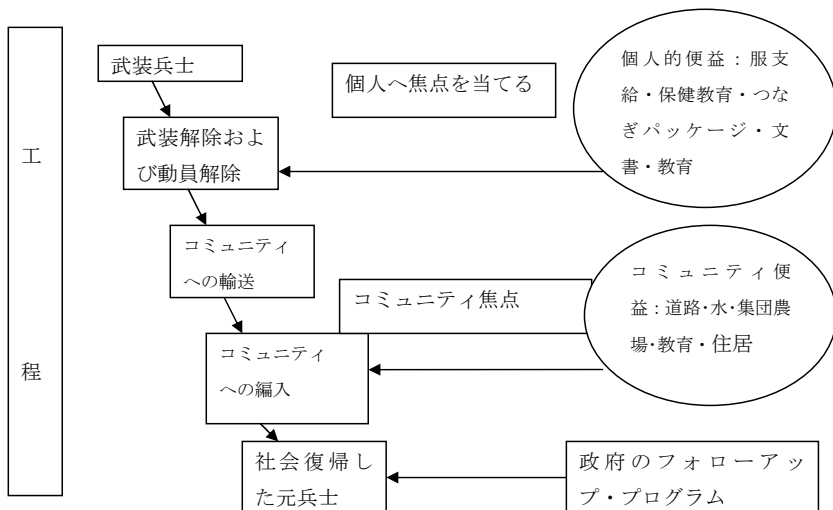 工
程
武装兵士
武装解除およ
び動員解除
コミュニティ
への輸送
コミュニティ
への編入
社会復帰し
た元兵士
個人へ焦点を当てる
コミュニティ焦点
個人的便益：服支
給・保健教育・つな
ぎパッケージ・文
書・教育
コミュニティ便
益：道路・水・集団農
場・教育・住居
政府のフォローアッ
プ・プログラム